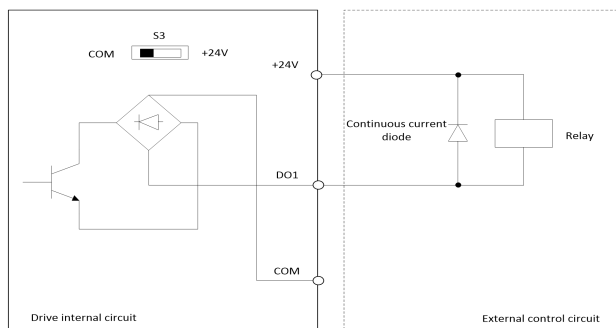 S3
COM
+24V
+24V
Continuous current
diode
Relay
DO1
COM
Drive internal circuit
External control circuit